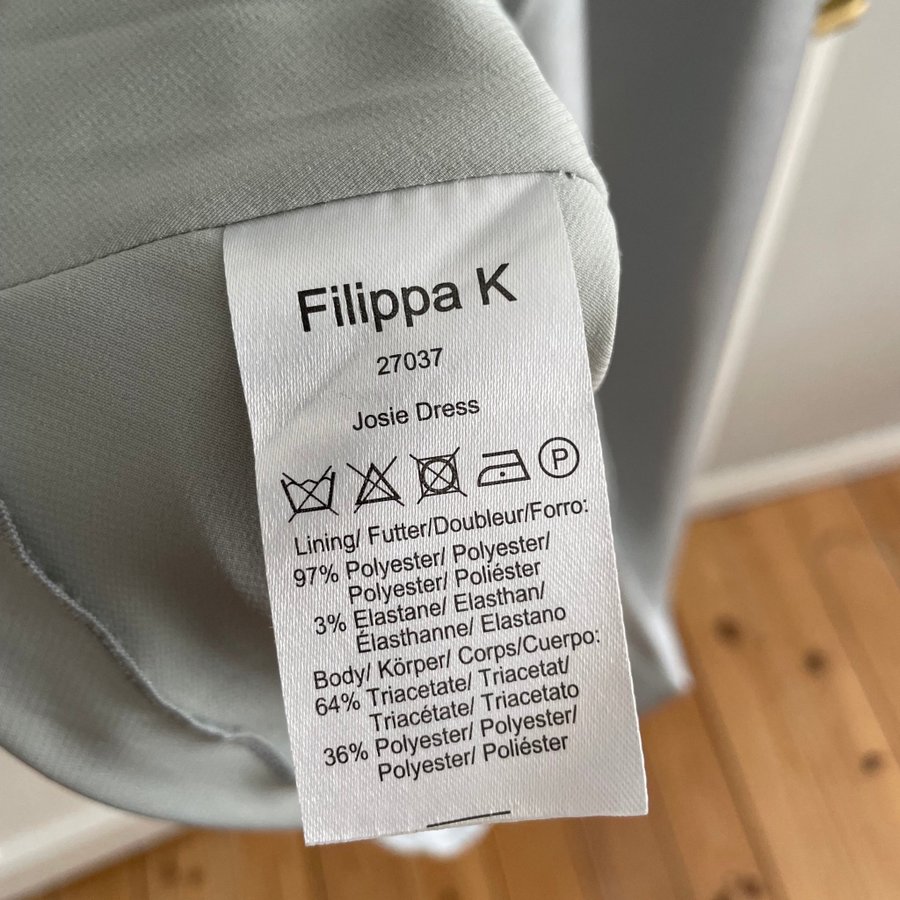 Filippa K
27037
Josie Dress
P
Lining/ Futter/Doubleur/Forro:
97% Polyester/ Polyester/
Polyester/ Poliéster
3% Elastane/ Elasthan/
Élasthanne/ Elastano
Body/ Körper/ Corps/Cuerpo:
64% Triacetate/ Triacetat/
Triacétate/ Triacetato
36% Polyester/ Polyester/
Polyester/ Poliéster